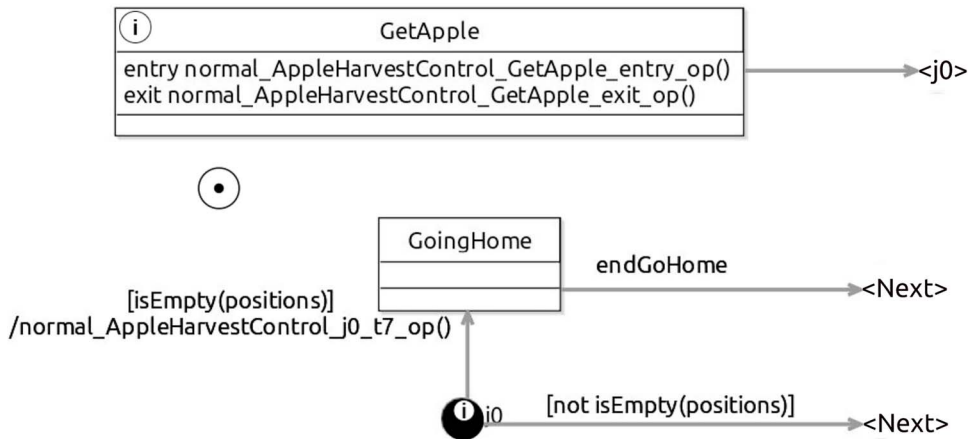 i
GetApple
entry normal_AppleHarvestControl_GetApple_entry_op()
exit normal_AppleHarvestControl_GetApple_exit_op()
<j0>
GoingHome
endGoHome
<Next>
[isEmpty(positions)]
/normal_AppleHarvestControl_j0_t7_op()
i
j0
[not isEmpty(positions)]
<Next>